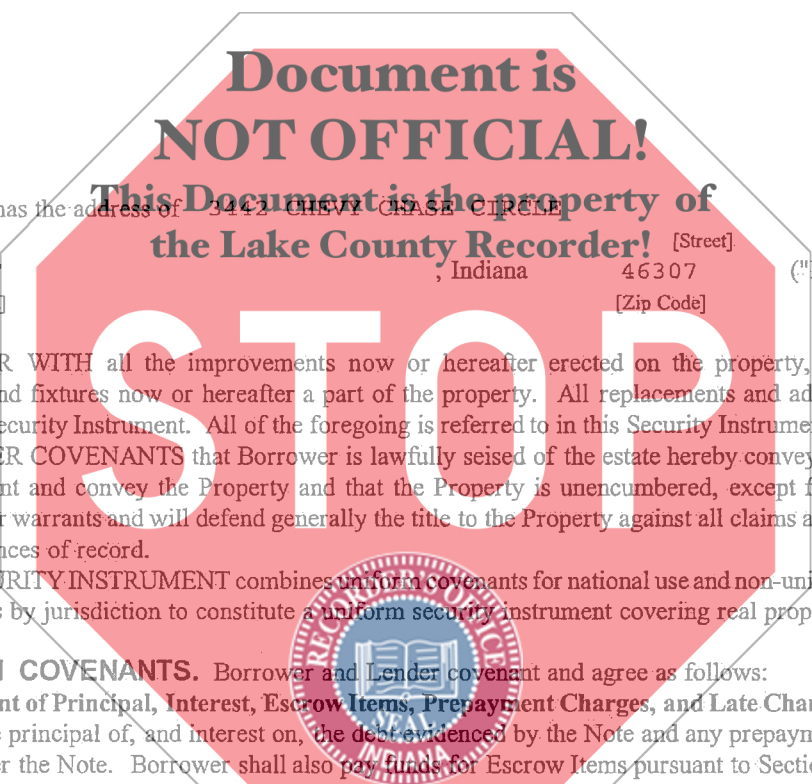 Document is
NOT OFFICIAL!
This Document is the property of
has the address of 3442 CHEVY CHASE CIRCLE
the Lake County Recorder! [Street]
, Indiana 46307 ("
[Zip Code]
STOP
R WITH all the improvements now or hereafter erected on the property,
nd fixtures now or hereafter a part of the property. All replacements and ad
ecurity Instrument. All of the foregoing is referred to in this Security Instrume
ER COVENANTS that Borrower is lawfully seised of the estate hereby convey
nt and convey the Property and that the Property is unencumbered, except f
r warrants and will defend generally the title to the Property against all claims a
nces of record.
URITY INSTRUMENT combines uniform covenants for national use and non-uni
s by jurisdiction to constitute a uniform security instrument covering real prop
COVENANTS. Borrower and Lender covenant and agree as follows:
nt of Principal, Interest, Escrow Items, Prepayment Charges, and Late Char
e principal of, and interest on, the debt evidenced by the Note and any prepaym
er the Note. Borrower shall also pay funds for Escrow Items pursuant to Secti
RECORDER'S OFFICE
SEAL
INDIANA